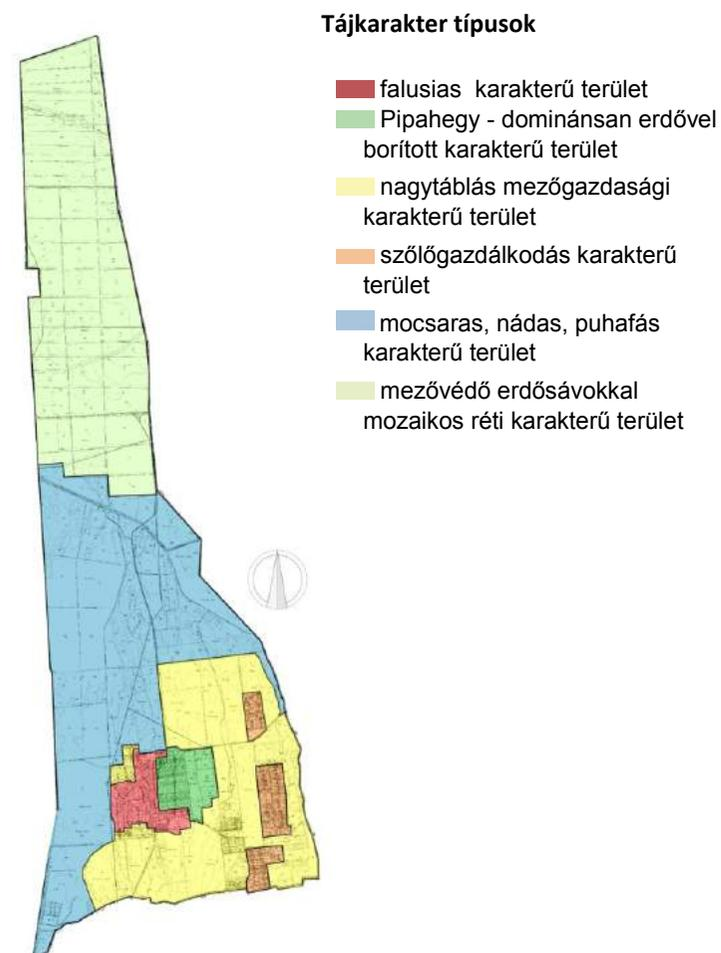 Tájkarakter típusok
falusias karakterű terület
Pipahegy - dominánsan erdővel
borított karakterű terület
nagytáblás mezőgazdasági
karakterű terület
szőlőgazdálkodás karakterű
terület
mocsaras, nádas, puhafás
karakterű terület
mezővédő erdősávokkal
mozaikos réti karakterű terület